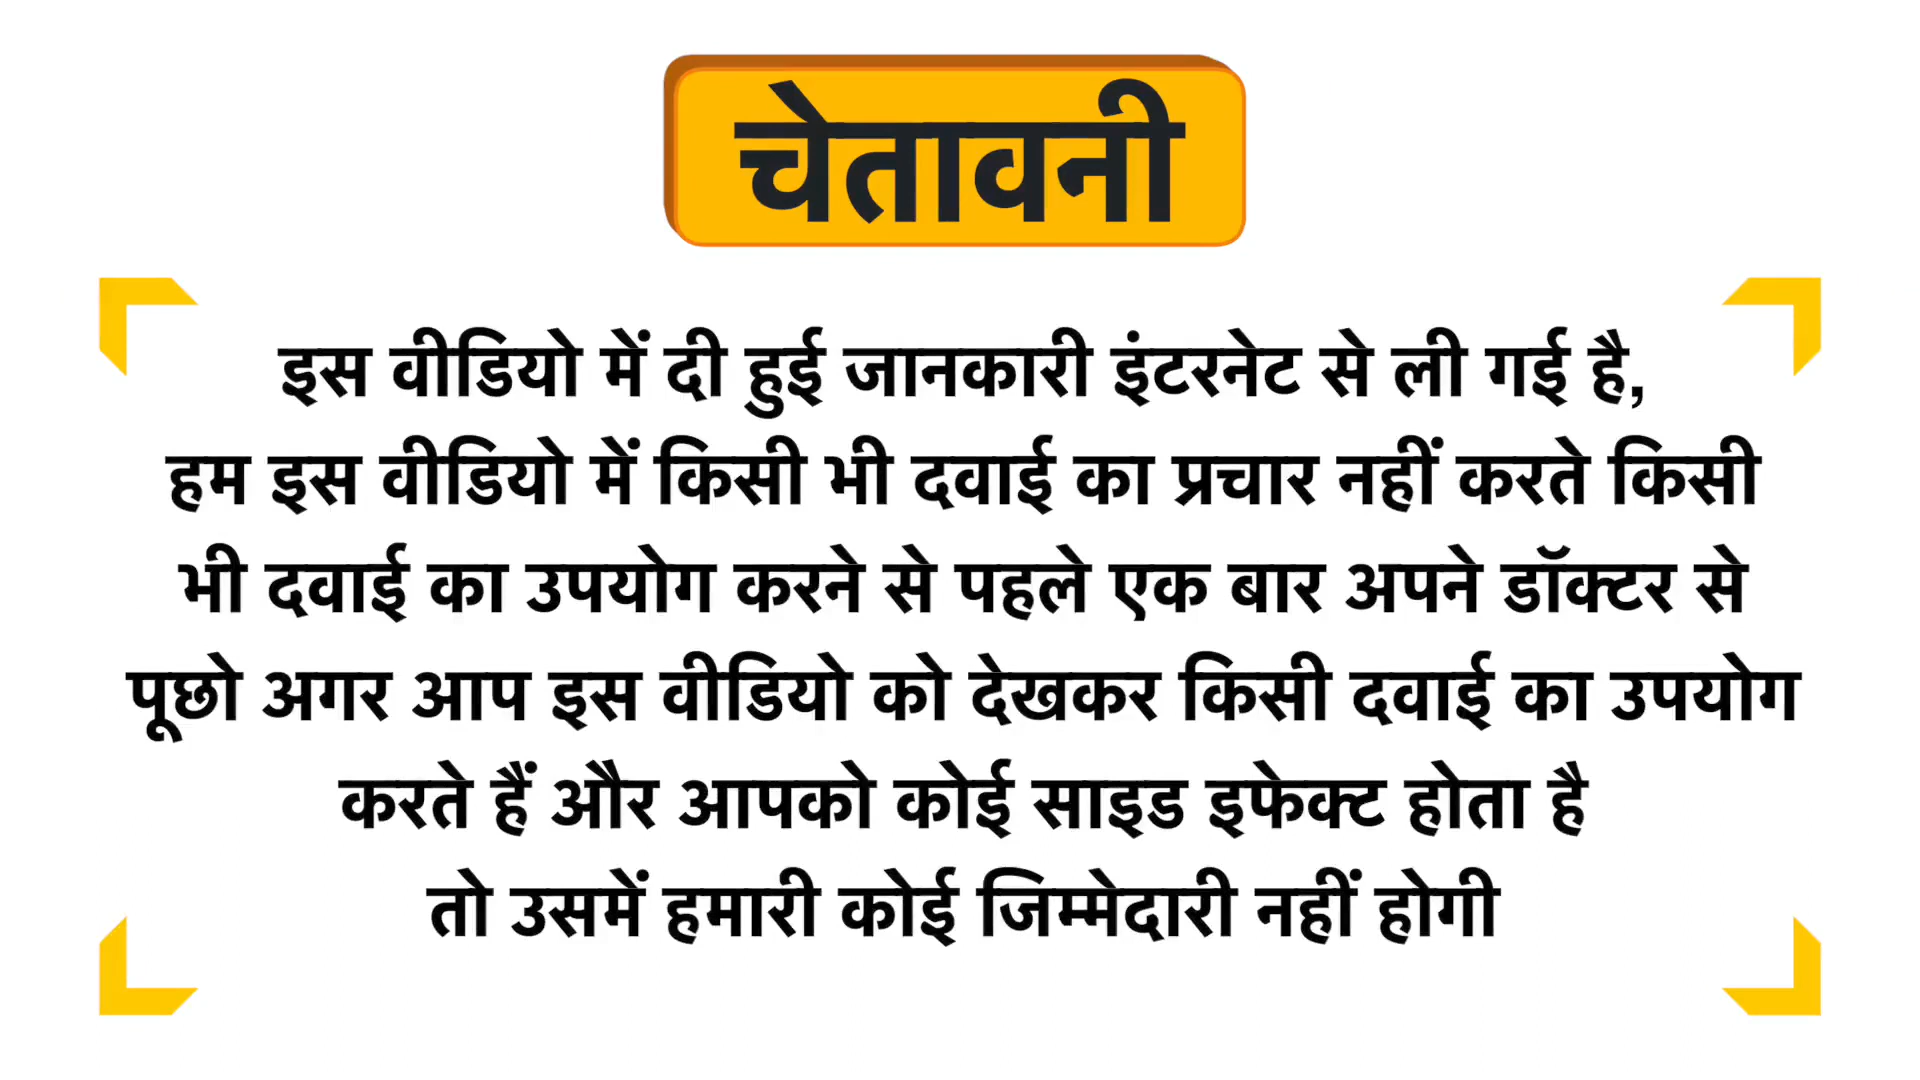 चेतावनी
इस वीडियो में दी हुई जानकारी इंटरनेट से ली गई है,
हम इस वीडियो में किसी भी दवाई का प्रचार नहीं करते किसी
भी दवाई का उपयोग करने से पहले एक बार अपने डॉक्टर से
पूछो अगर आप इस वीडियो को देखकर किसी दवाई का उपयोग
करते हैं और आपको कोई साइड इफेक्ट होता है
तो उसमें हमारी कोई जिम्मेदारी नहीं होगी